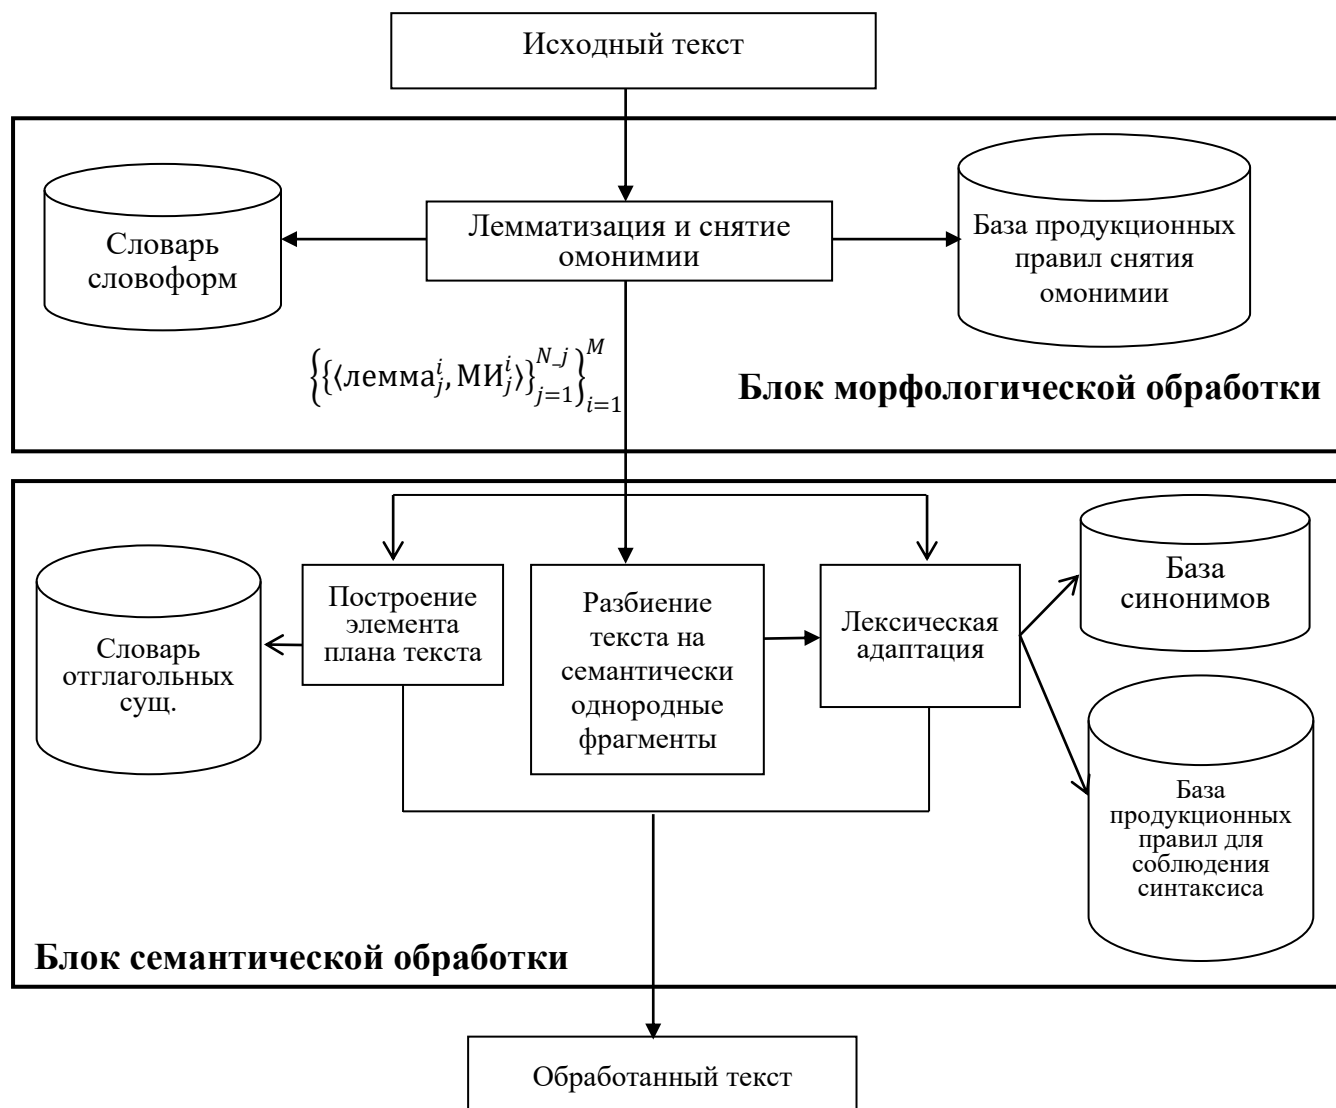 Исходный текст
Словарь
словоформ
Лемматизация и снятие
омонимии
База продукционных
правил снятия
омонимии
{{⟨лемма_j^i, МИ_j^i⟩}_{j=1}^{N_j}}_{i=1}^{M}
Блок морфологической обработки
Словарь
отглагольных
сущ.
Построение
элемента
плана текста
Разбиение
текста на
семантически
однородные
фрагменты
Лексическая
адаптация
База
синонимов
База
продукционных
правил для
соблюдения
синтаксиса
Блок семантической обработки
Обработанный текст